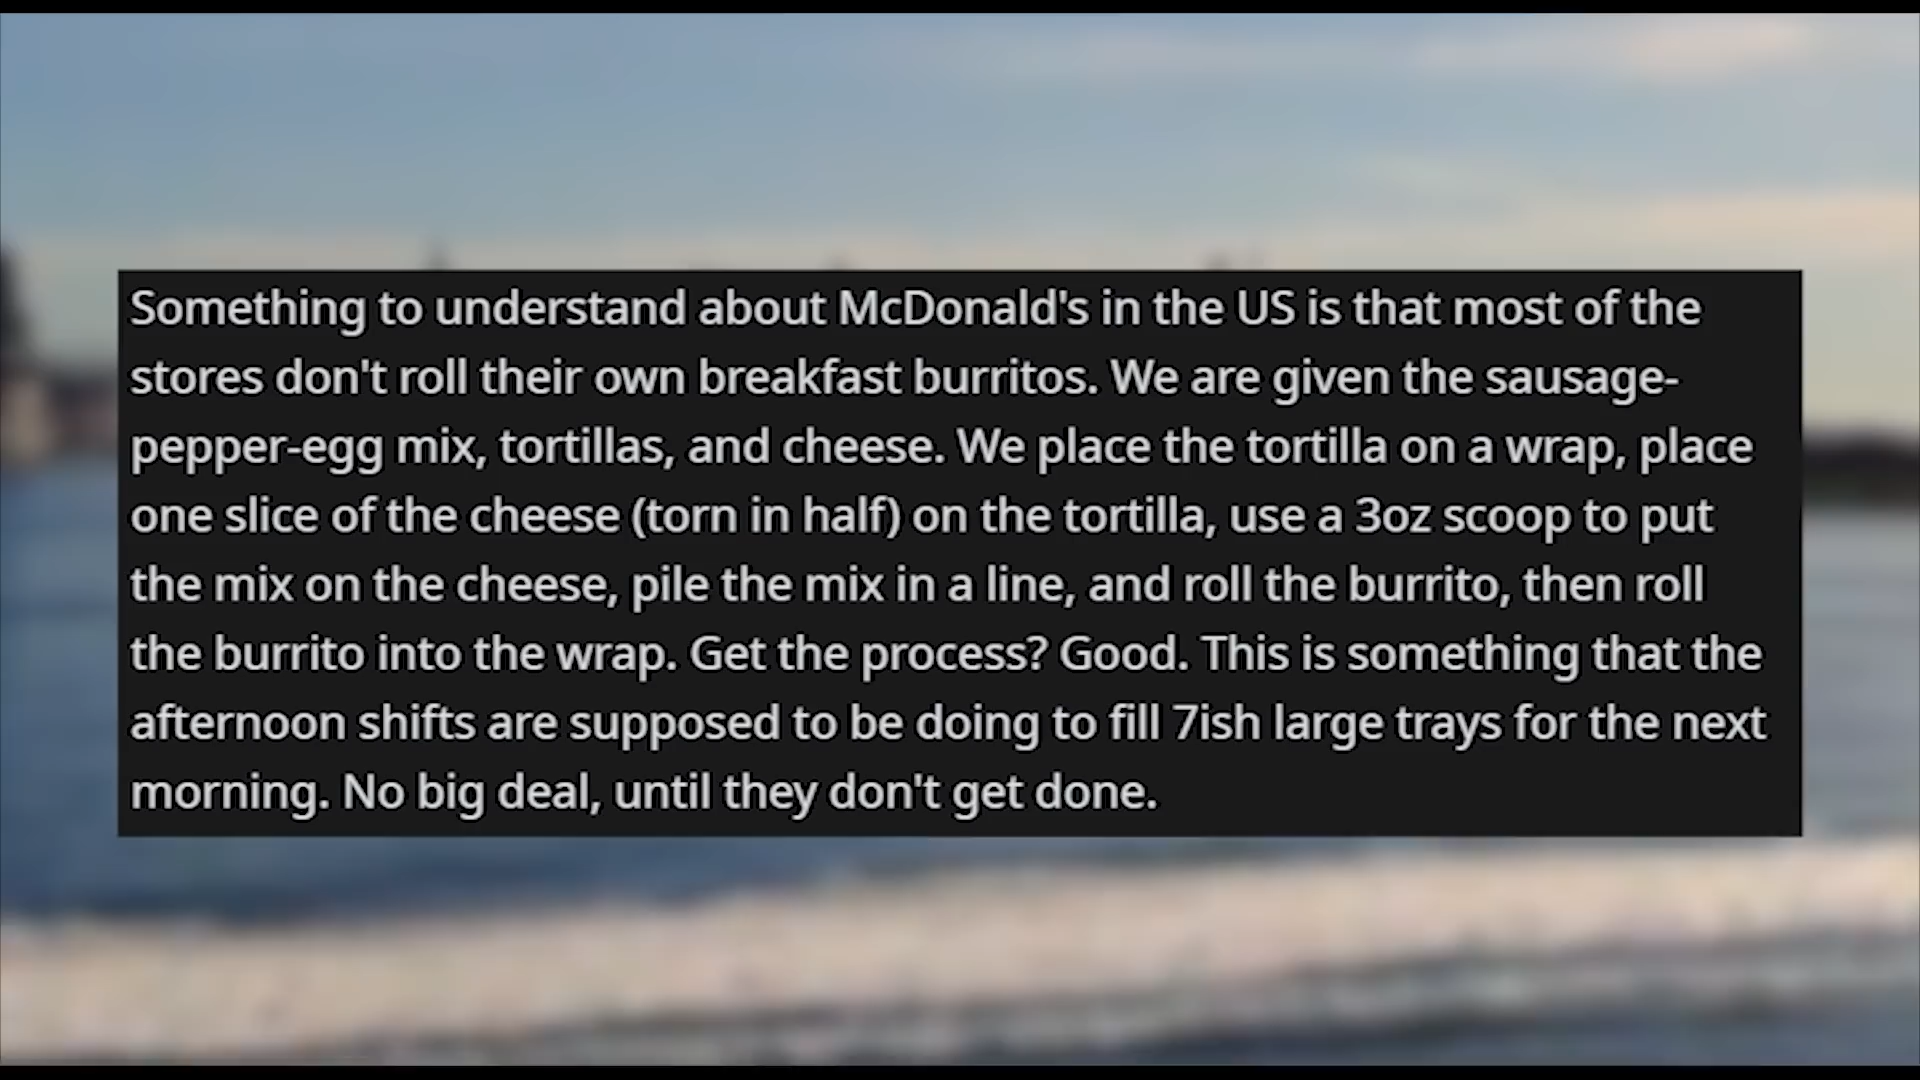 Something to understand about McDonald's in the US is that most of the
stores don't roll their own breakfast burritos. We are given the sausage-
pepper-egg mix, tortillas, and cheese. We place the tortilla on a wrap, place
one slice of the cheese (torn in half) on the tortilla, use a 3oz scoop to put
the mix on the cheese, pile the mix in a line, and roll the burrito, then roll
the burrito into the wrap. Get the process? Good. This is something that the
afternoon shifts are supposed to be doing to fill 7ish large trays for the next
morning. No big deal, until they don't get done.